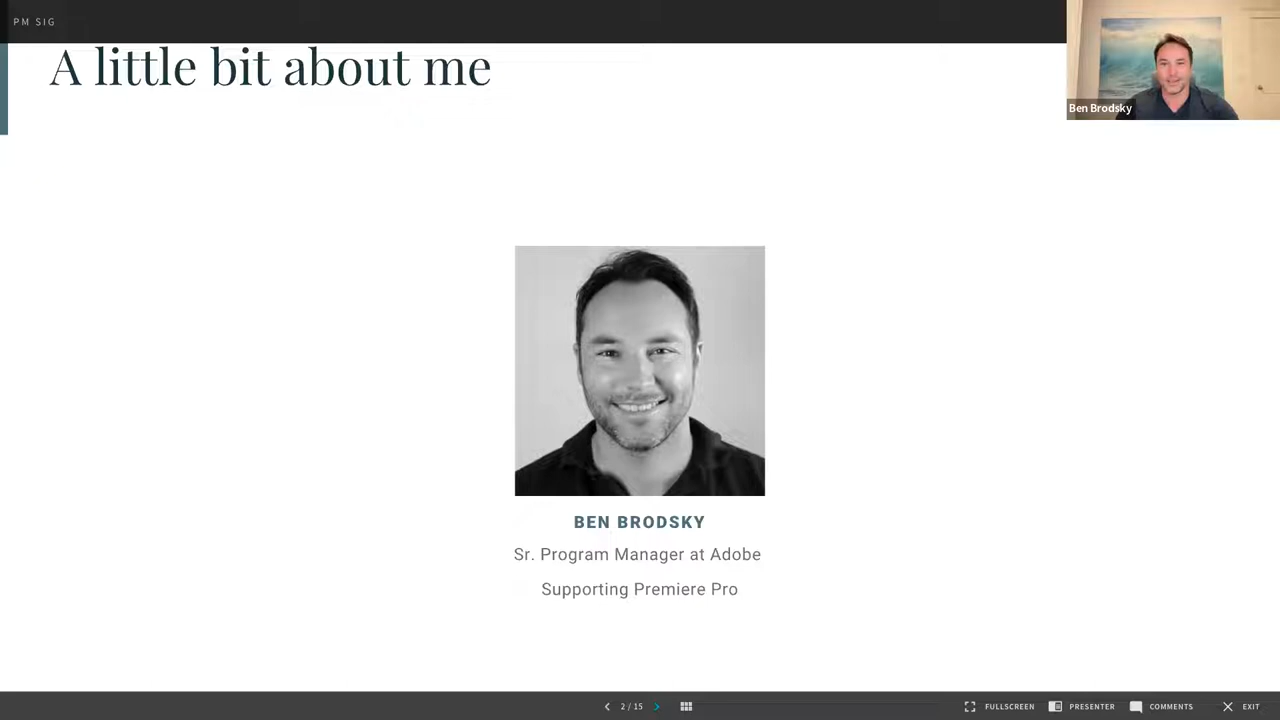 PM SIG
A little bit about me
Ben Brodsky
BEN BRODSKY
Sr. Program Manager at Adobe
Supporting Premiere Pro
2 / 15
FULLSCREEN
PRESENTER
COMMENTS
EXIT